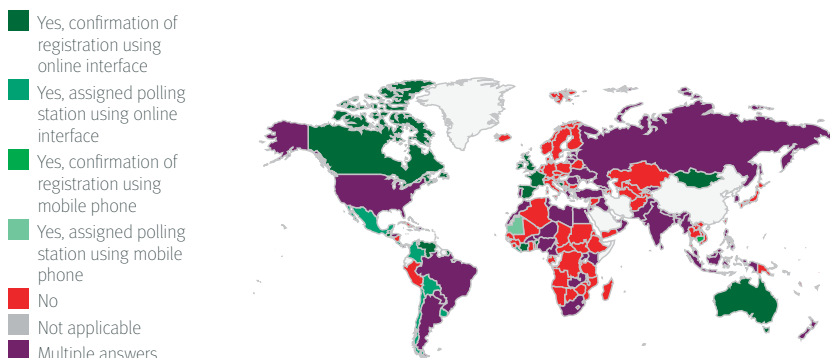 Yes, confirmation of
registration using
online interface
Yes, assigned polling
station using online
interface
Yes, confirmation of
registration using
mobile phone
Yes, assigned polling
station using mobile
phone
No
Not applicable
Multiple answers